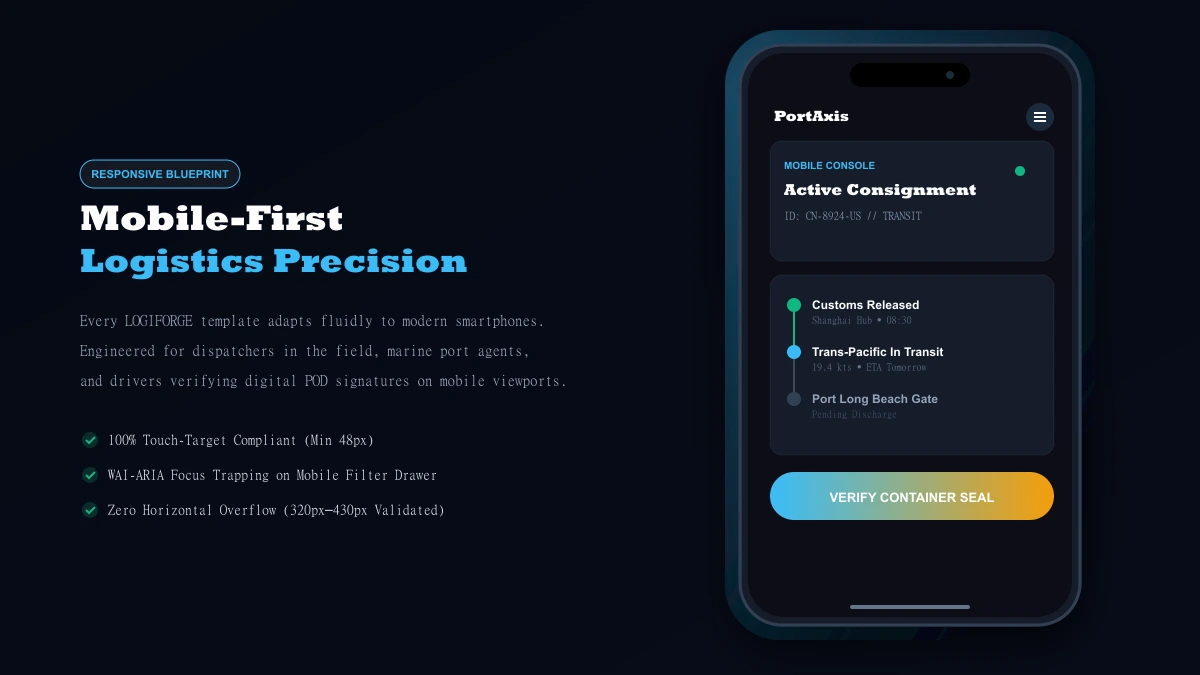 RESPONSIVE BLUEPRINT
Mobile-First
Logistics Precision
Every LOGIFORGE template adapts fluidly to modern smartphones.
Engineered for dispatchers in the field, marine port agents,
and drivers verifying digital POD signatures on mobile viewports.
100% Touch-Target Compliant (Min 48px)
WAI-ARIA Focus Trapping on Mobile Filter Drawer
Zero Horizontal Overflow (320px—430px Validated)
PortAxis
MOBILE CONSOLE
Active Consignment
ID: CN-8924-US // TRANSIT
Customs Released
Shanghai Hub • 08:30
Trans-Pacific In Transit
19.4 kts • ETA Tomorrow
Port Long Beach Gate
Pending Discharge
VERIFY CONTAINER SEAL